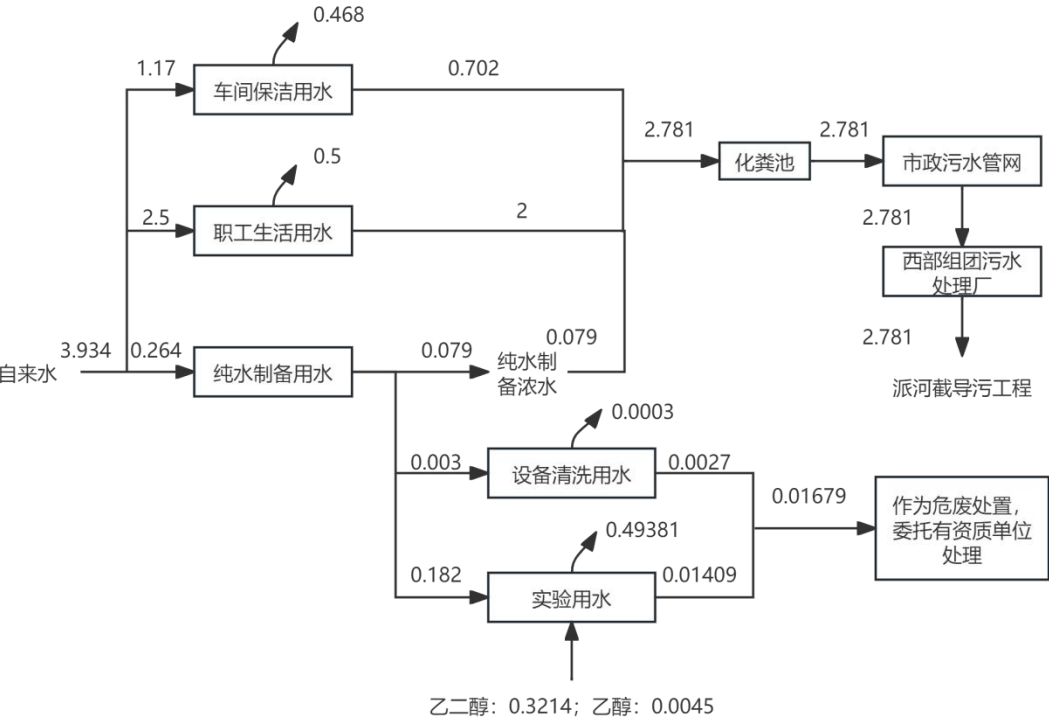 0.468
1.17
车间保洁用水
0.702
0.5
2.5
职工生活用水
2
2.781
化粪池
2.781
市政污水管网
2.781
西部组团污水
处理厂
2.781
派河截导污工程
自来水
3.934
0.264
纯水制备用水
0.079
纯水制
备浓水
0.079
0.0003
0.003
设备清洗用水
0.0027
0.01679
作为危废处置,
委托有资质单位
处理
0.49381
0.182
实验用水
0.01409
乙二醇：0.3214；乙醇：0.0045